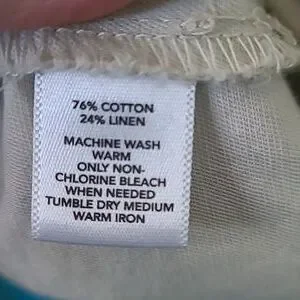 76% COTTON
24% LINEN
MACHINE WASH
WARM
ONLY NON-
CHLORINE BLEACH
WHEN NEEDED
TUMBLE DRY MEDIUM
WARM IRON